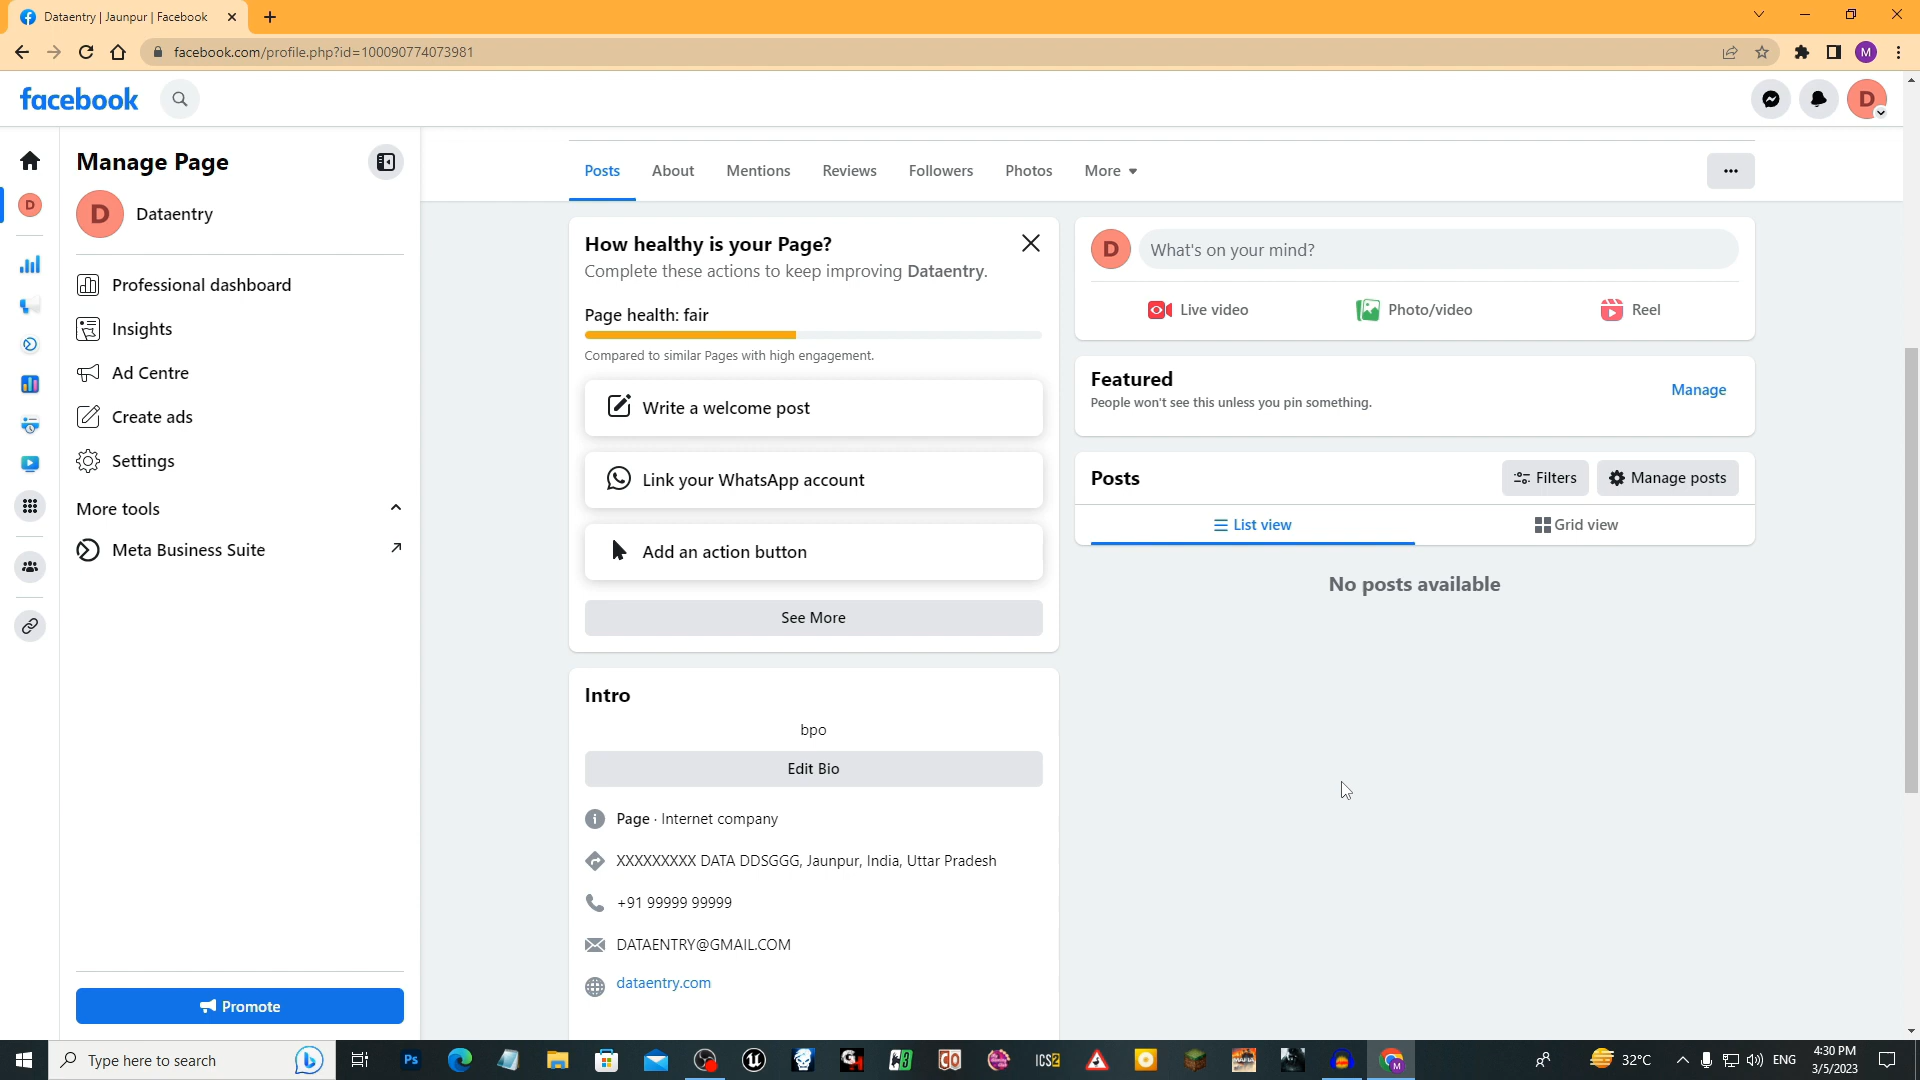 Dataentry | Jaunpur | Facebook
facebook.com/profile.php?id=100090774073981
M
facebook
D
Manage Page
D
D Dataentry
Professional dashboard
Insights
Ad Centre
Create ads
Settings
More tools
Meta Business Suite
Promote
Posts About Mentions Reviews Followers Photos More
How healthy is your Page?
Complete these actions to keep improving Dataentry.
Page health: fair
Compared to similar Pages with high engagement.
Write a welcome post
Link your WhatsApp account
Add an action button
See More
Intro
bpo
Edit Bio
Page · Internet company
XXXXXXXXX DATA DDSGGG, Jaunpur, India, Uttar Pradesh
+91 99999 99999
DATAENTRY@GMAIL.COM
dataentry.com
D What's on your mind?
Live video Photo/video Reel
Featured
People won't see this unless you pin something.
Manage
Posts
Filters Manage posts
List view Grid view
No posts available
Type here to search
Ps
ICS2
M
32°C
ENG
4:30 PM
3/5/2023